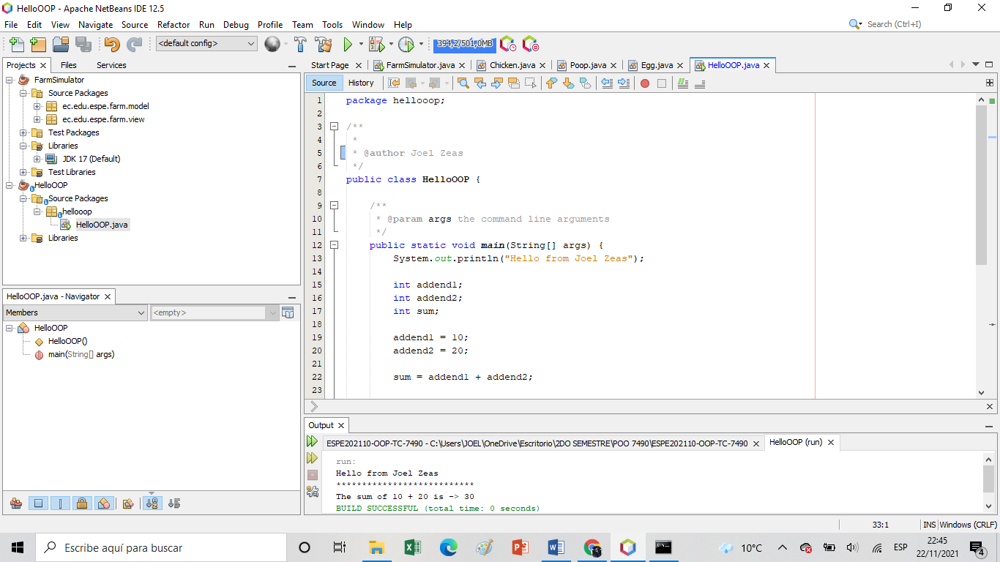 HelloOOP - Apache NetBeans IDE 12.5
File Edit View Navigate Source Refactor Run Debug Profile Team Tools Window Help
Search (Ctrl+I)
<default config>
394,2/501,0MB
Projects Files Services
FarmSimulator
Source Packages
ec.edu.espe.farm.model
ec.edu.espe.farm.view
Test Packages
Libraries
JDK 17 (Default)
Test Libraries
HelloOOP
Source Packages
hellooop
HelloOOP.java
Libraries
HelloOOP.java - Navigator
Members
<empty>
HelloOOP
HelloOOP()
main(String[] args)
Start Page FarmSimulator.java Chicken.java Poop.java Egg.java HelloOOP.java
Source History
1 package hellooop;
2
3 /**
4 *
5 * @author Joel Zeas
6 */
7 public class HelloOOP {
8
9 /**
10 * @param args the command line arguments
11 */
12 public static void main(String[] args) {
13 System.out.println("Hello from Joel Zeas");
14
15 int addend1;
16 int addend2;
17 int sum;
18
19 addend1 = 10;
20 addend2 = 20;
21
22 sum = addend1 + addend2;
23
Output
ESPE202110-OOP-TC-7490 - C:\Users\JOEL\OneDrive\Escritorio\2DO SEMESTRE\POO 7490\ESPE202110-OOP-TC-7490
HelloOOP (run)
run:
Hello from Joel Zeas
***************************
The sum of 10 + 20 is -> 30
BUILD SUCCESSFUL (total time: 0 seconds)
33:1 INS Windows (CRLF)
Escribe aquí para buscar
10°C
ESP
22:45
22/11/2021
4